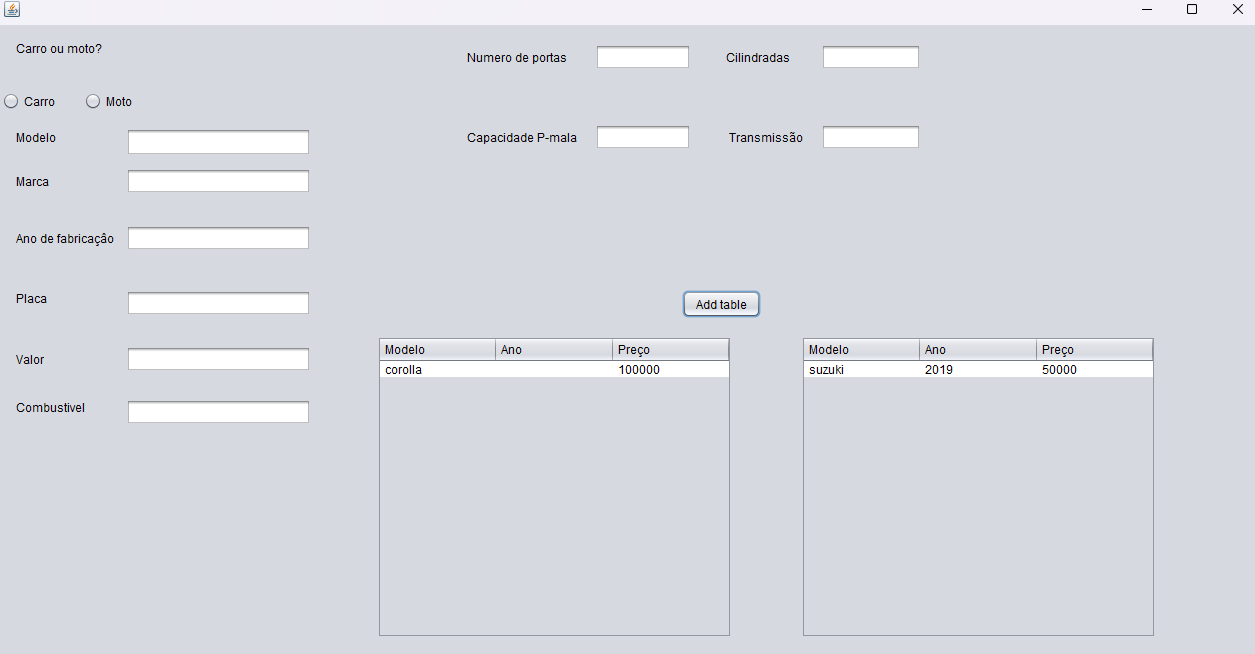 Carro ou moto?
Numero de portas
Cilindradas
Carro
Moto
Modelo
Capacidade P-mala
Transmissão
Marca
Ano de fabricaçâo
Placa
Add table
Valor
Modelo Ano Preço
corolla 100000
Modelo Ano Preço
suzuki 2019 50000
Combustivel